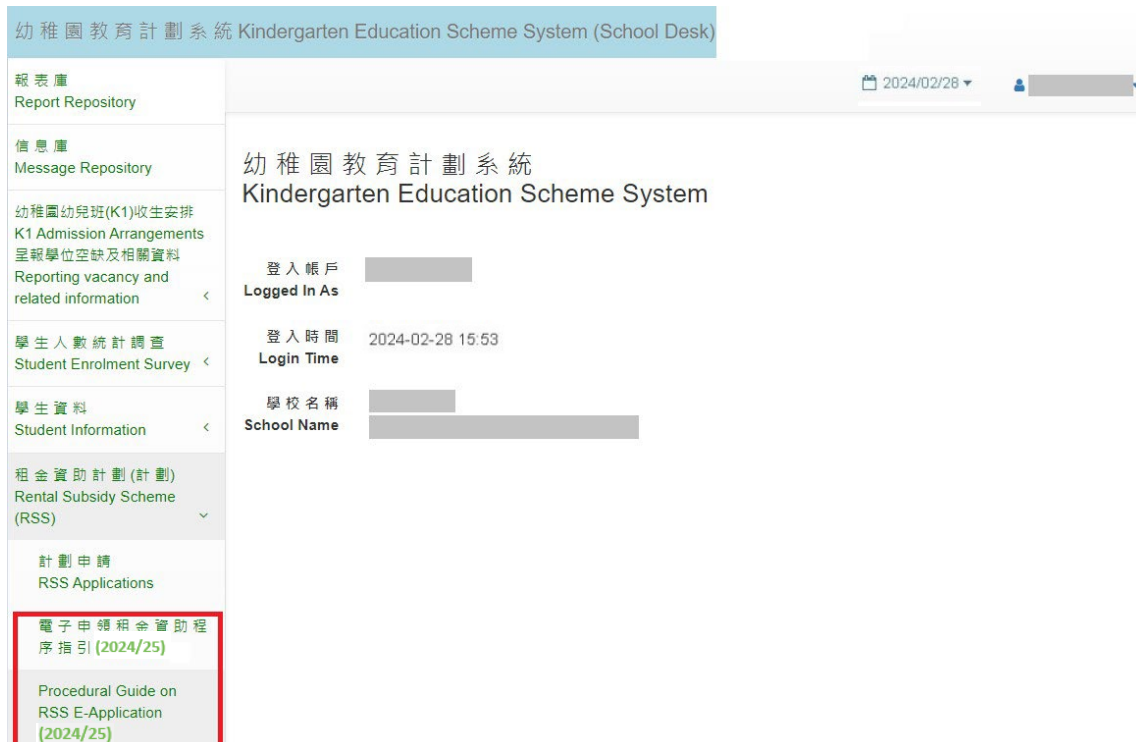 幼稚園教育計劃系統 Kindergarten Education Scheme System (School Desk)
2024/02/28
報表庫
Report Repository
信息庫
Message Repository
幼稚園幼兒班(K1)收生安排
K1 Admission Arrangements
呈報學位空缺及相關資料
Reporting vacancy and
related information
學生人數統計調查
Student Enrolment Survey
學生資料
Student Information
租金資助計劃(計劃)
Rental Subsidy Scheme
(RSS)
計劃申請
RSS Applications
電子申領租金資助程
序指引(2024/25)
Procedural Guide on
RSS E-Application
(2024/25)
幼稚園教育計劃系統
Kindergarten Education Scheme System
登入帳戶
Logged In As
登入時間 2024-02-28 15:53
Login Time
學校名稱
School Name